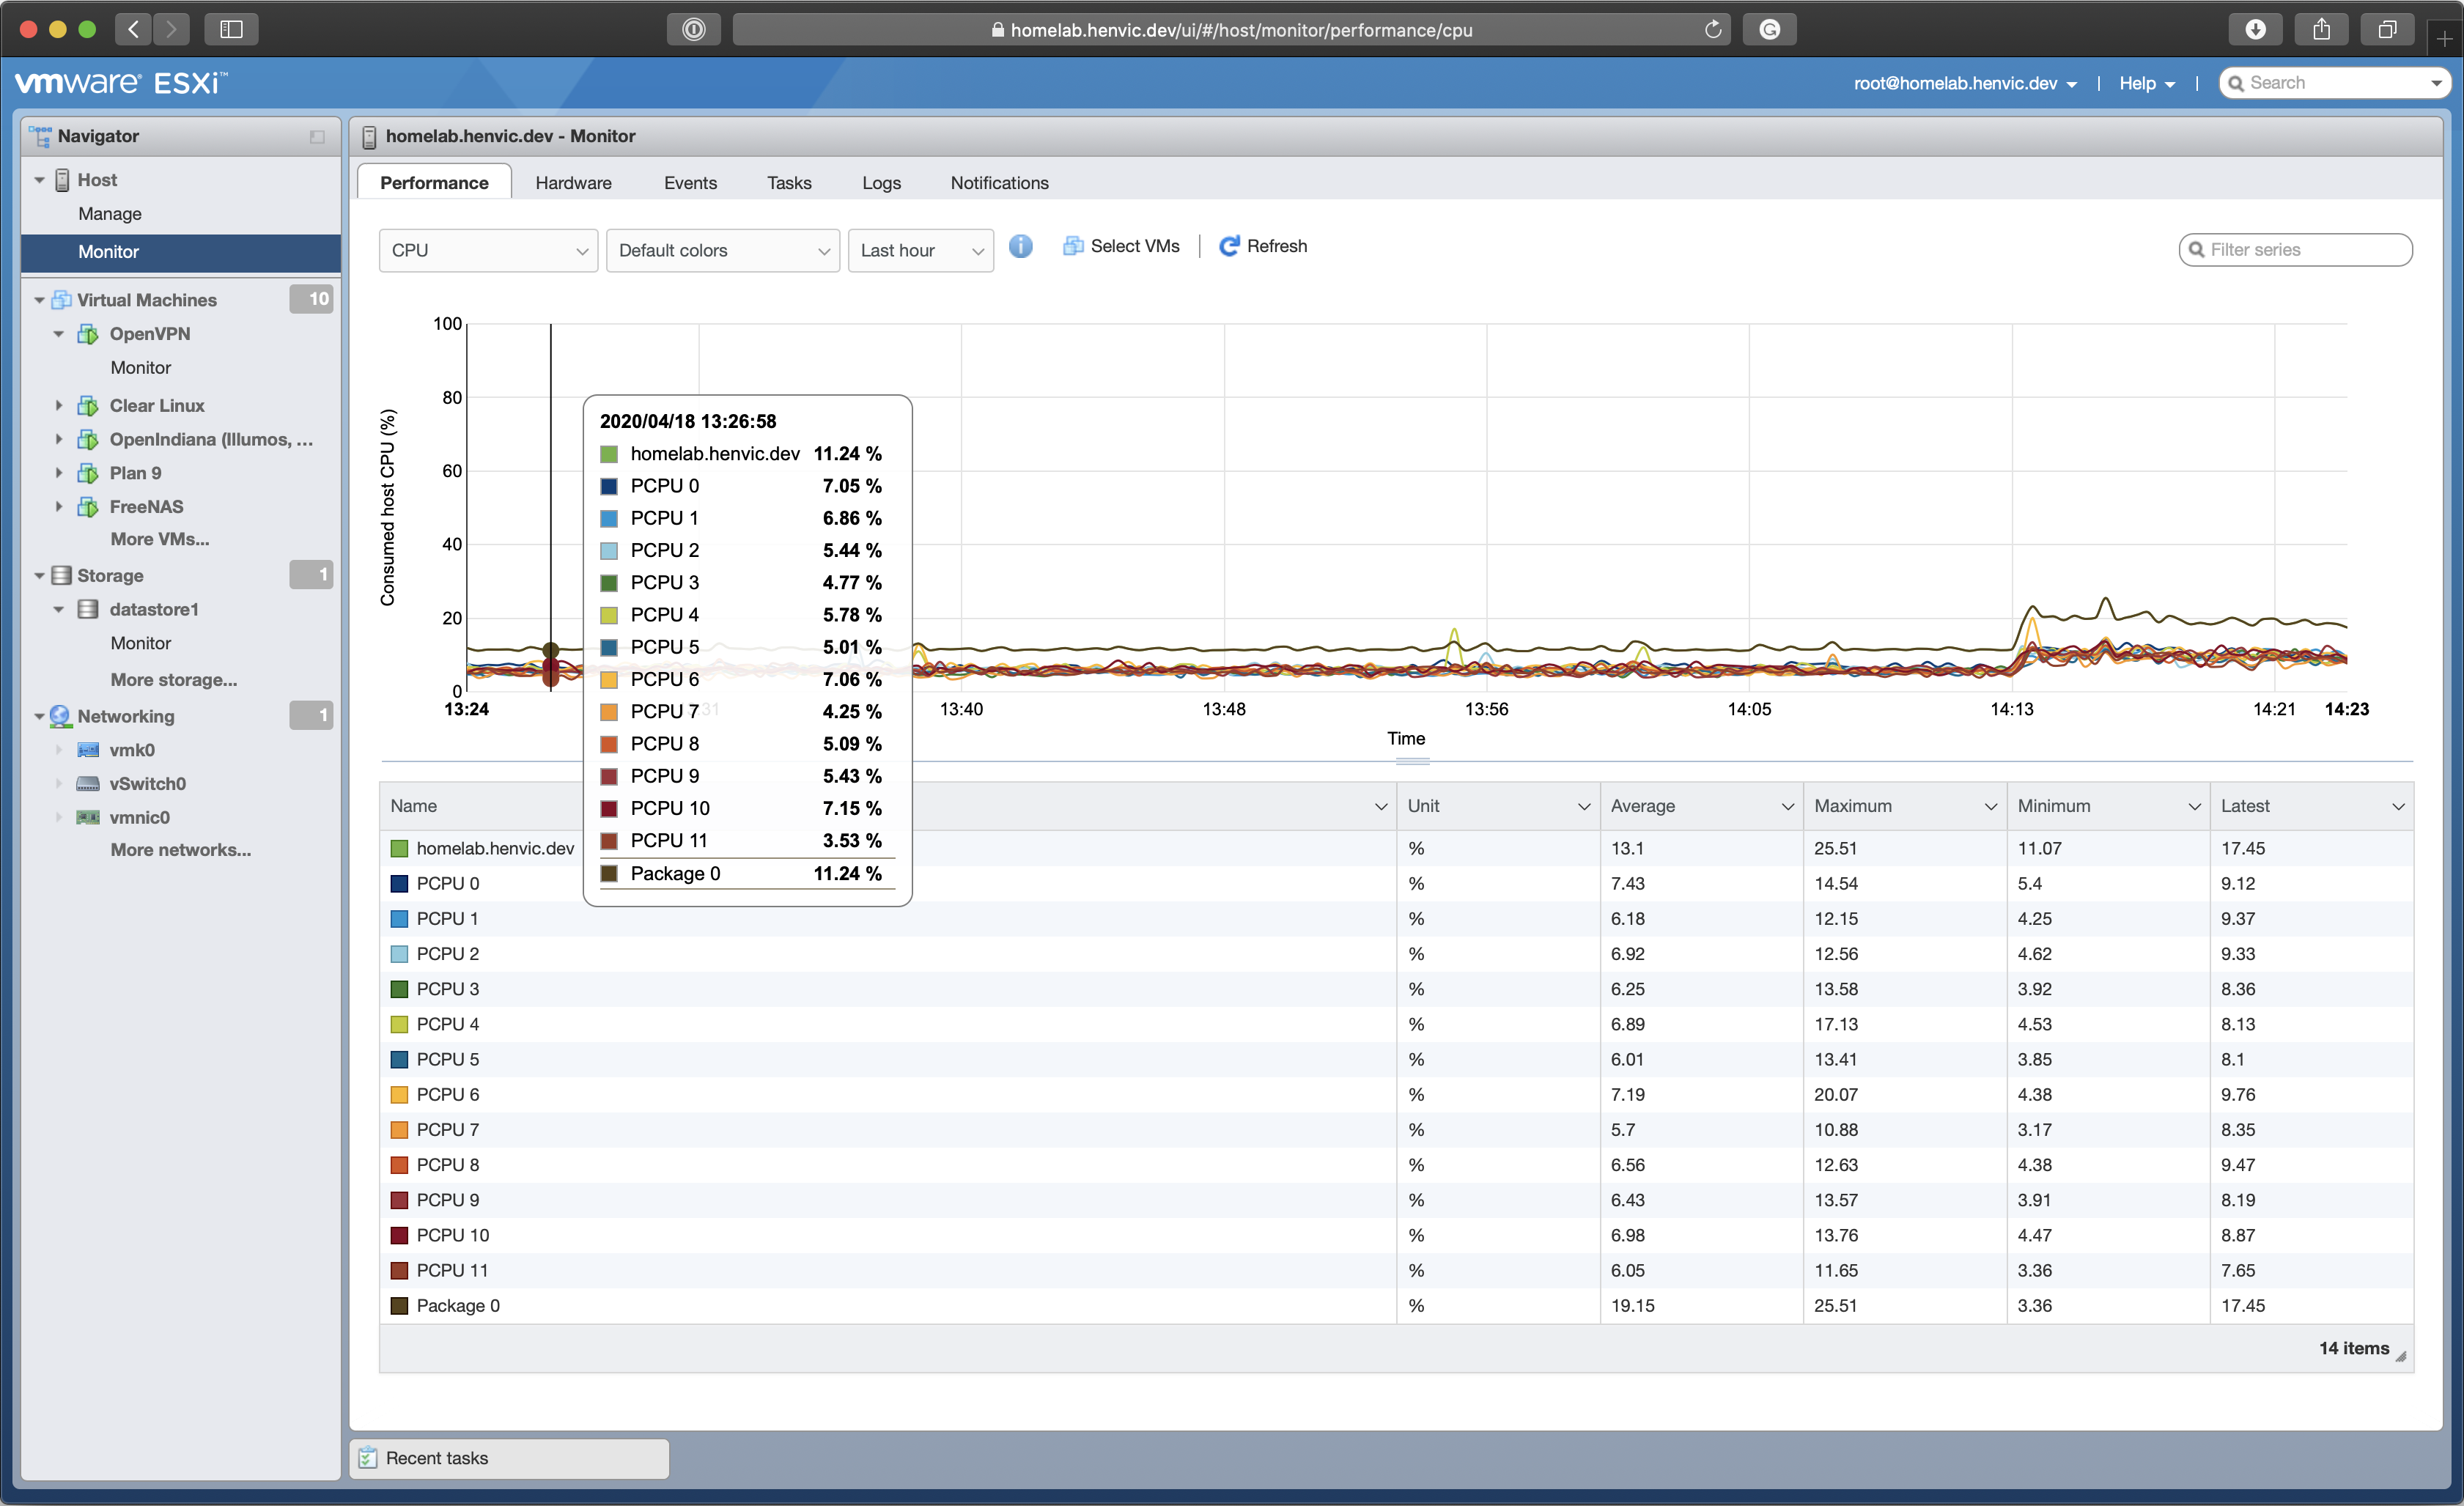 homelab.henvic.dev/ui/#/host/monitor/performance/cpu
vmware® ESXi™
root@homelab.henvic.dev | Help | Search
Navigator
Host
Manage
Monitor
Virtual Machines 10
OpenVPN
Monitor
Clear Linux
OpenIndiana (Illumos, ...
Plan 9
FreeNAS
More VMs...
Storage 1
datastore1
Monitor
More storage...
Networking 1
vmk0
vSwitch0
vmnic0
More networks...
homelab.henvic.dev - Monitor
Performance Hardware Events Tasks Logs Notifications
CPU Default colors Last hour Select VMs | Refresh Filter series
Consumed host CPU (%)
100
80
60
40
20
0
13:24 31 13:40 13:48 13:56 14:05 14:13 14:21 14:23
Time
2020/04/18 13:26:58
homelab.henvic.dev 11.24 %
PCPU 0 7.05 %
PCPU 1 6.86 %
PCPU 2 5.44 %
PCPU 3 4.77 %
PCPU 4 5.78 %
PCPU 5 5.01 %
PCPU 6 7.06 %
PCPU 7 4.25 %
PCPU 8 5.09 %
PCPU 9 5.43 %
PCPU 10 7.15 %
PCPU 11 3.53 %
Package 0 11.24 %
Name Unit Average Maximum Minimum Latest
homelab.henvic.dev % 13.1 25.51 11.07 17.45
PCPU 0 % 7.43 14.54 5.4 9.12
PCPU 1 % 6.18 12.15 4.25 9.37
PCPU 2 % 6.92 12.56 4.62 9.33
PCPU 3 % 6.25 13.58 3.92 8.36
PCPU 4 % 6.89 17.13 4.53 8.13
PCPU 5 % 6.01 13.41 3.85 8.1
PCPU 6 % 7.19 20.07 4.38 9.76
PCPU 7 % 5.7 10.88 3.17 8.35
PCPU 8 % 6.56 12.63 4.38 9.47
PCPU 9 % 6.43 13.57 3.91 8.19
PCPU 10 % 6.98 13.76 4.47 8.87
PCPU 11 % 6.05 11.65 3.36 7.65
Package 0 % 19.15 25.51 3.36 17.45
14 items
Recent tasks